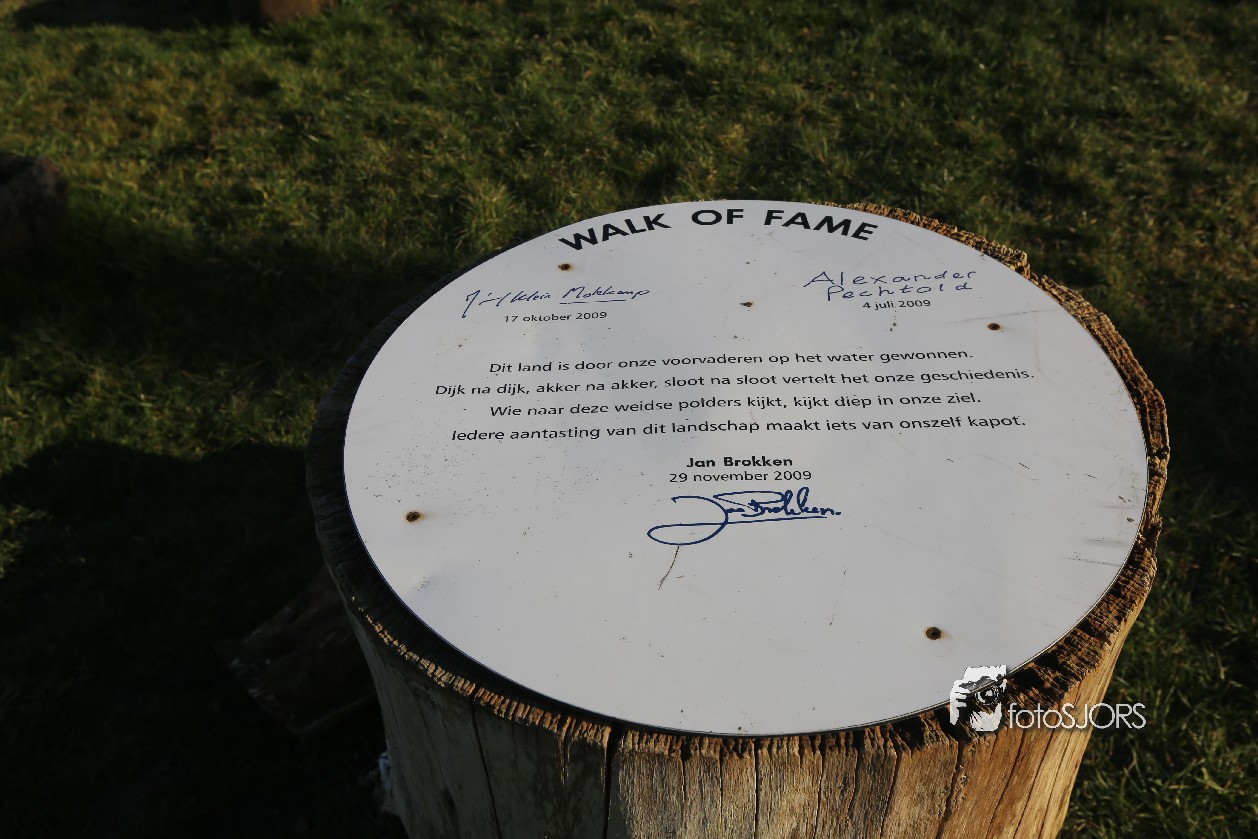 WALK OF FAME
Alexander
Pechtold
17 oktober 2009
4 juli 2009
Dit land is door onze voorvaderen op het water gewonnen.
Dijk na dijk, akker na akker, sloot na sloot vertelt het onze geschiedenis.
Wie naar deze weidse polders kijkt, kijkt diep in onze ziel.
Iedere aantasting van dit landschap maakt iets van onszelf kapot.
Jan Brokken
29 november 2009
Jan Brokken
fotoSJORS